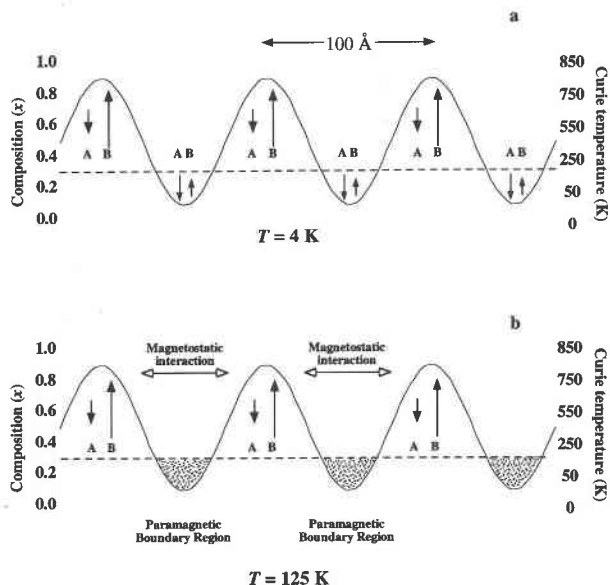 a
100 Å
Composition (x)
1.0
0.8
0.6
0.4
0.2
0.0
A B
A B
A B
A B
A B
A B
850
750
550
250
50
0
Curie temperature (K)
T = 4 K
b
Magnetostatic
interaction
Magnetostatic
interaction
Composition (x)
1.0
0.8
0.6
0.4
0.2
0.0
A B
A B
A B
850
750
550
250
50
0
Curie temperature (K)
Paramagnetic
Boundary Region
Paramagnetic
Boundary Region
T = 125 K